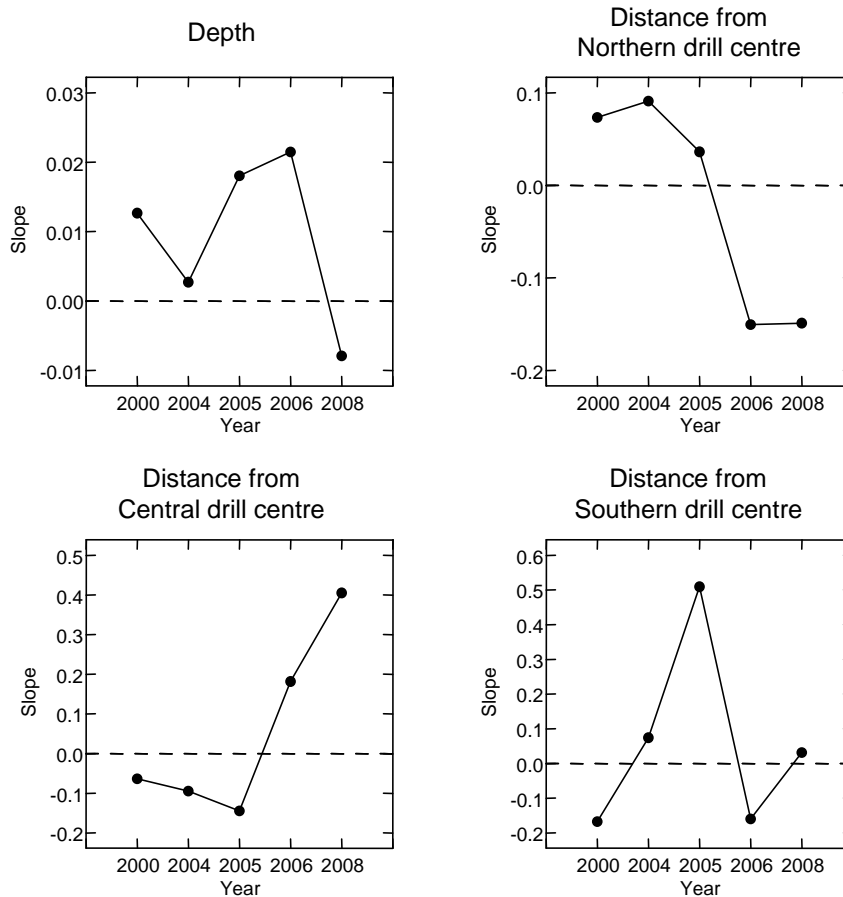 Depth
0.03
0.02
0.01
0.00
-0.01
Slope
2000 2004 2005 2006 2008
Year
Distance from
Northern drill centre
0.1
0.0
-0.1
-0.2
Slope
2000 2004 2005 2006 2008
Year
Distance from
Central drill centre
0.5
0.4
0.3
0.2
0.1
0.0
-0.1
-0.2
Slope
2000 2004 2005 2006 2008
Year
Distance from
Southern drill centre
0.6
0.5
0.4
0.3
0.2
0.1
0.0
-0.1
-0.2
Slope
2000 2004 2005 2006 2008
Year